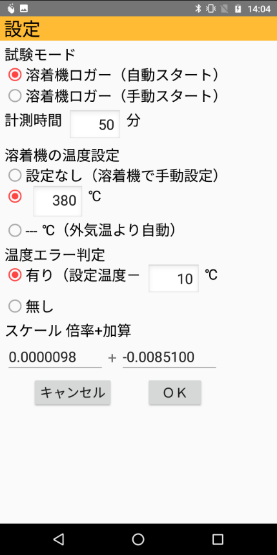 14:04
設定
試験モード
溶着機ロガー（自動スタート）
溶着機ロガー（手動スタート）
計測時間 50 分
溶着機の温度設定
設定なし（溶着機で手動設定）
380 ℃
--- ℃（外気温より自動）
温度エラー判定
有り（設定温度－ 10 ℃
無し
スケール 倍率+加算
0.0000098 + -0.0085100
キャンセル ＯＫ